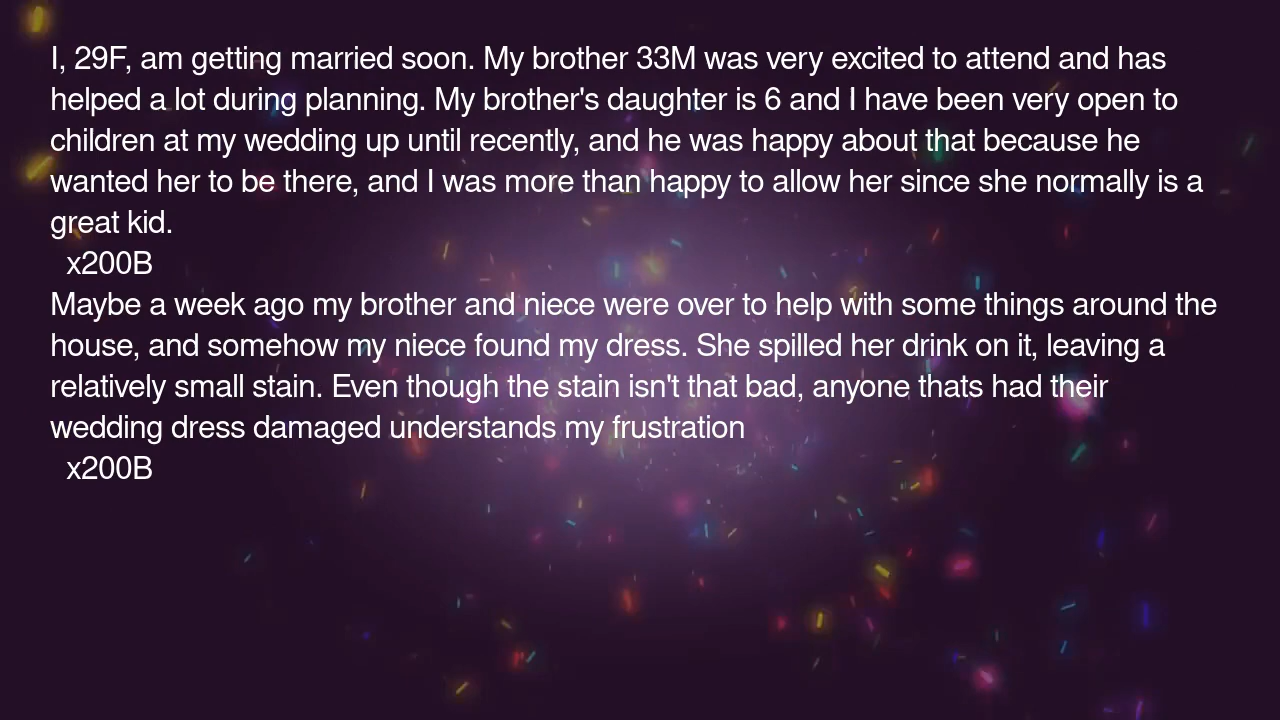 I, 29F, am getting married soon. My brother 33M was very excited to attend and has
helped a lot during planning. My brother's daughter is 6 and I have been very open to
children at my wedding up until recently, and he was happy about that because he
wanted her to be there, and I was more than happy to allow her since she normally is a
great kid.
x200B
Maybe a week ago my brother and niece were over to help with some things around the
house, and somehow my niece found my dress. She spilled her drink on it, leaving a
relatively small stain. Even though the stain isn't that bad, anyone thats had their
wedding dress damaged understands my frustration
x200B